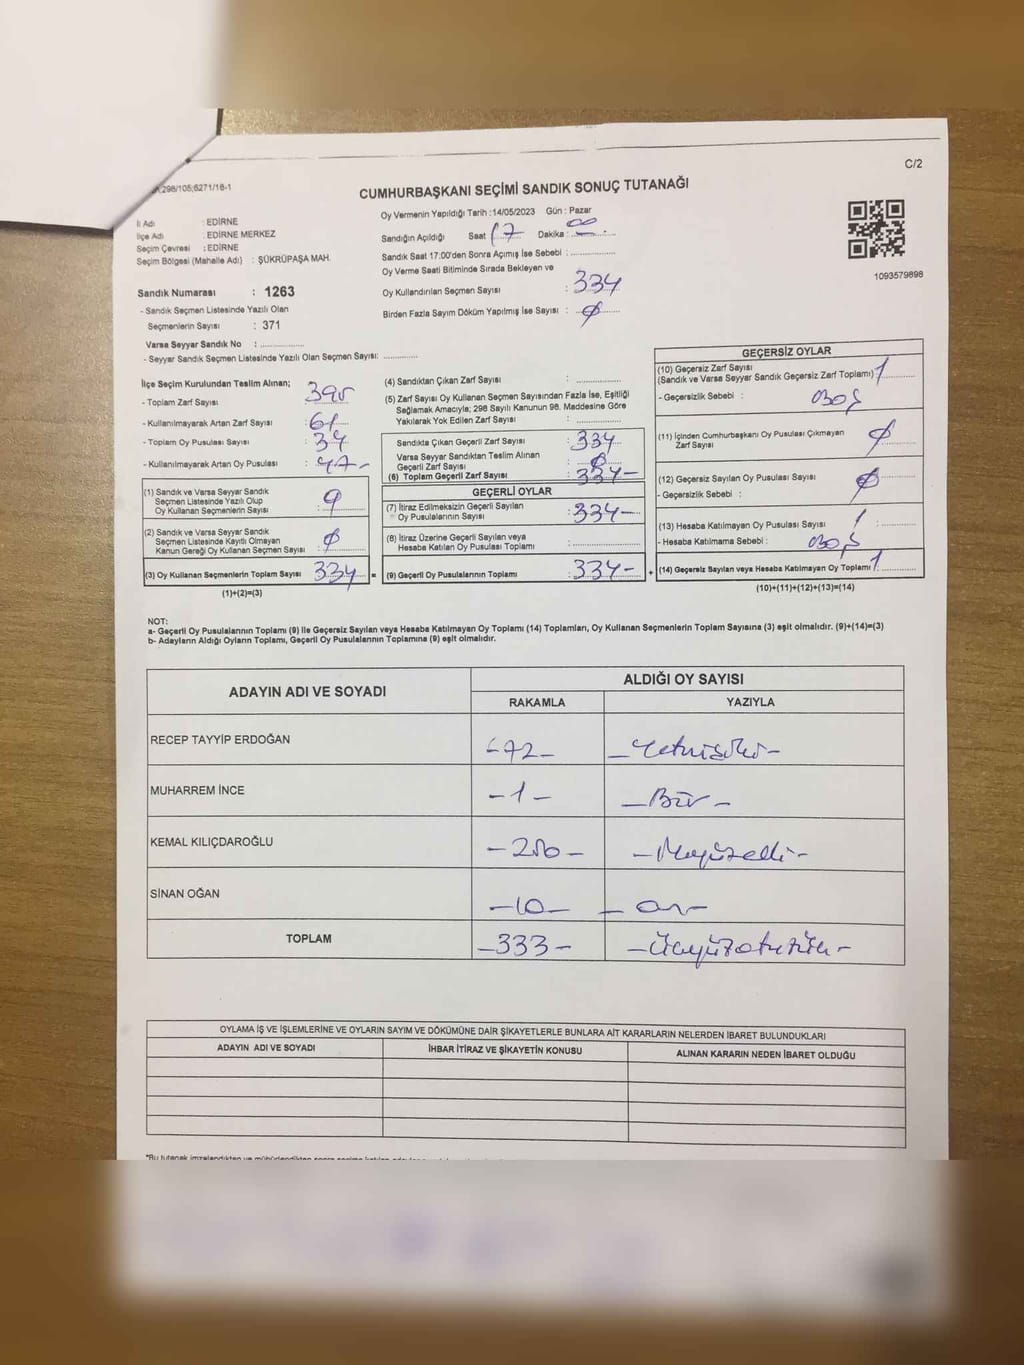 C/2
298/105;6271/16-1
CUMHURBAŞKANI SEÇİMİ SANDIK SONUÇ TUTANAĞI
İl Adı : EDİRNE
İlçe Adı : EDİRNE MERKEZ
Seçim Çevresi : EDİRNE
Seçim Bölgesi (Mahalle Adı) : ŞÜKRÜPAŞA MAH.
Oy Vermenin Yapıldığı Tarih :14/05/2023 Gün : Pazar
Sandığın Açıldığı Saat 17 Dakika :
Sandık Saat 17:00'den Sonra Açımış İse Sebebi :
Oy Verme Saati Bitiminde Sırada Bekleyen ve
Oy Kullandırılan Seçmen Sayısı : 334
Birden Fazla Sayım Döküm Yapılmış İse Sayısı : Ø
1093579898
Sandık Numarası : 1263
- Sandık Seçmen Listesinde Yazılı Olan
Seçmenlerin Sayısı : 371
Varsa Seyyar Sandık No :
- Seyyar Sandık Seçmen Listesinde Yazılı Olan Seçmen Sayısı:
İlçe Seçim Kurulundan Teslim Alınan;
- Toplam Zarf Sayısı : 395
- Kullanılmayarak Artan Zarf Sayısı : 61
- Toplam Oy Pusulası Sayısı :
- Kullanılmayarak Artan Oy Pusulası :
(1) Sandık ve Varsa Seyyar Sandık
Seçmen Listesinde Yazılı Olup
Oy Kullanan Seçmenlerin Sayısı :
(2) Sandık ve Varsa Seyyar Sandık
Seçmen Listesinde Kayıtlı Olmayan
Kanun Gereği Oy Kullanan Seçmen Sayısı : Ø
(3) Oy Kullanan Seçmenlerin Toplam Sayısı 334 =
(1)+(2)=(3)
(4) Sandıktan Çıkan Zarf Sayısı :
(5) Zarf Sayısı Oy Kullanan Seçmen Sayısından Fazla İse, Eşitliği
Sağlamak Amacıyla; 298 Sayılı Kanunun 98. Maddesine Göre
Yakılarak Yok Edilen Zarf Sayısı :
Sandıkta Çıkan Geçerli Zarf Sayısı : 334
Varsa Seyyar Sandıktan Teslim Alınan
Geçerli Zarf Sayısı : Ø
(6) Toplam Geçerli Zarf Sayısı : 334-
GEÇERLİ OYLAR
(7) İtiraz Edilmeksizin Geçerli Sayılan
Oy Pusulalarının Sayısı : 334-
(8) İtiraz Üzerine Geçerli Sayılan veya
Hesaba Katılan Oy Pusulası Toplamı :
(9) Geçerli Oy Pusulalarının Toplamı : 334- +
GEÇERSİZ OYLAR
(10) Geçersiz Zarf Sayısı
(Sandık ve Varsa Seyyar Sandık Geçersiz Zarf Toplamı) 1
- Geçersizlik Sebebi : BOŞ
(11) İçinden Cumhurbaşkanı Oy Pusulası Çıkmayan
Zarf Sayısı : Ø
(12) Geçersiz Sayılan Oy Pusulası Sayısı : Ø
- Geçersizlik Sebebi :
(13) Hesaba Katılmayan Oy Pusulası Sayısı 1
- Hesaba Katılmama Sebebi : BOŞ
(14) Geçersiz Sayılan veya Hesaba Katılmayan Oy Toplamı 1
(10)+(11)+(12)+(13)=(14)
NOT:
a- Geçerli Oy Pusulalarının Toplamı (9) ile Geçersiz Sayılan veya Hesaba Katılmayan Oy Toplamı (14) Toplamları, Oy Kullanan Seçmenlerin Toplam Sayısına (3) eşit olmalıdır. (9)+(14)=(3)
b- Adayların Aldığı Oyların Toplamı, Geçerli Oy Pusulalarının Toplamına (9) eşit olmalıdır.
ADAYIN ADI VE SOYADI ALDIĞI OY SAYISI
RAKAMLA YAZIYLA
RECEP TAYYİP ERDOĞAN -72- -Yetmişiki-
MUHARREM İNCE -1- -Bir-
KEMAL KILIÇDAROĞLU -250- -İkiyüzelli-
SİNAN OĞAN -10- -on-
TOPLAM -333- -Üçyüzotuzüç-
OYLAMA İŞ VE İŞLEMLERİNE VE OYLARIN SAYIM VE DÖKÜMÜNE DAİR ŞİKAYETLERLE BUNLARA AİT KARARLARIN NELERDEN İBARET BULUNDUKLARI
ADAYIN ADI VE SOYADI İHBAR İTİRAZ VE ŞİKAYETİN KONUSU ALINAN KARARIN NEDEN İBARET OLDUĞU